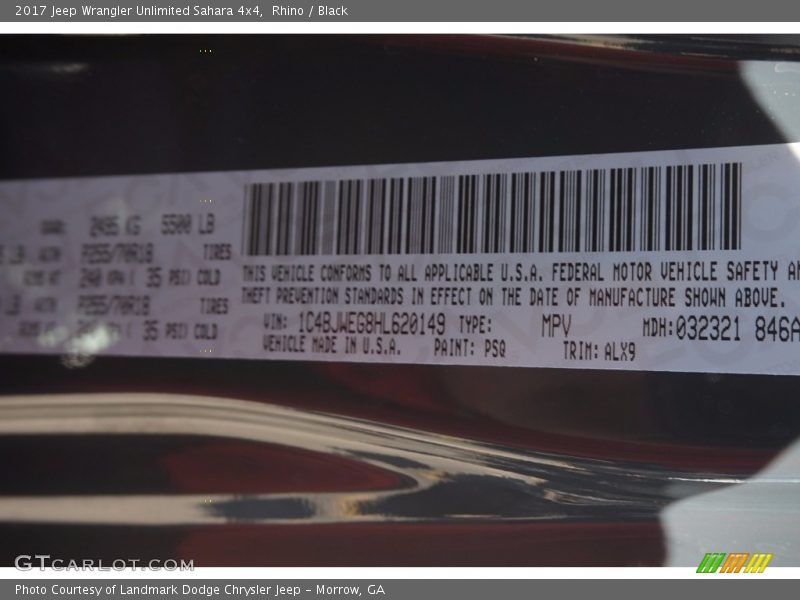 2017 Jeep Wrangler Unlimited Sahara 4x4, Rhino / Black
2495 KG 5500 LB
LB P255/70R18 TIRES
240 KPA ( 35 PSI) COLD
LB P255/70R18 TIRES
( 35 PSI) COLD
THIS VEHICLE CONFORMS TO ALL APPLICABLE U.S.A. FEDERAL MOTOR VEHICLE SAFETY AN
THEFT PREVENTION STANDARDS IN EFFECT ON THE DATE OF MANUFACTURE SHOWN ABOVE.
VIN: 1C4BJWEG8HL620149 TYPE: MPV MDH: 032321 846A
VEHICLE MADE IN U.S.A. PAINT: PSQ TRIM: ALX9
GTCARLOT.COM
Photo Courtesy of Landmark Dodge Chrysler Jeep – Morrow, GA